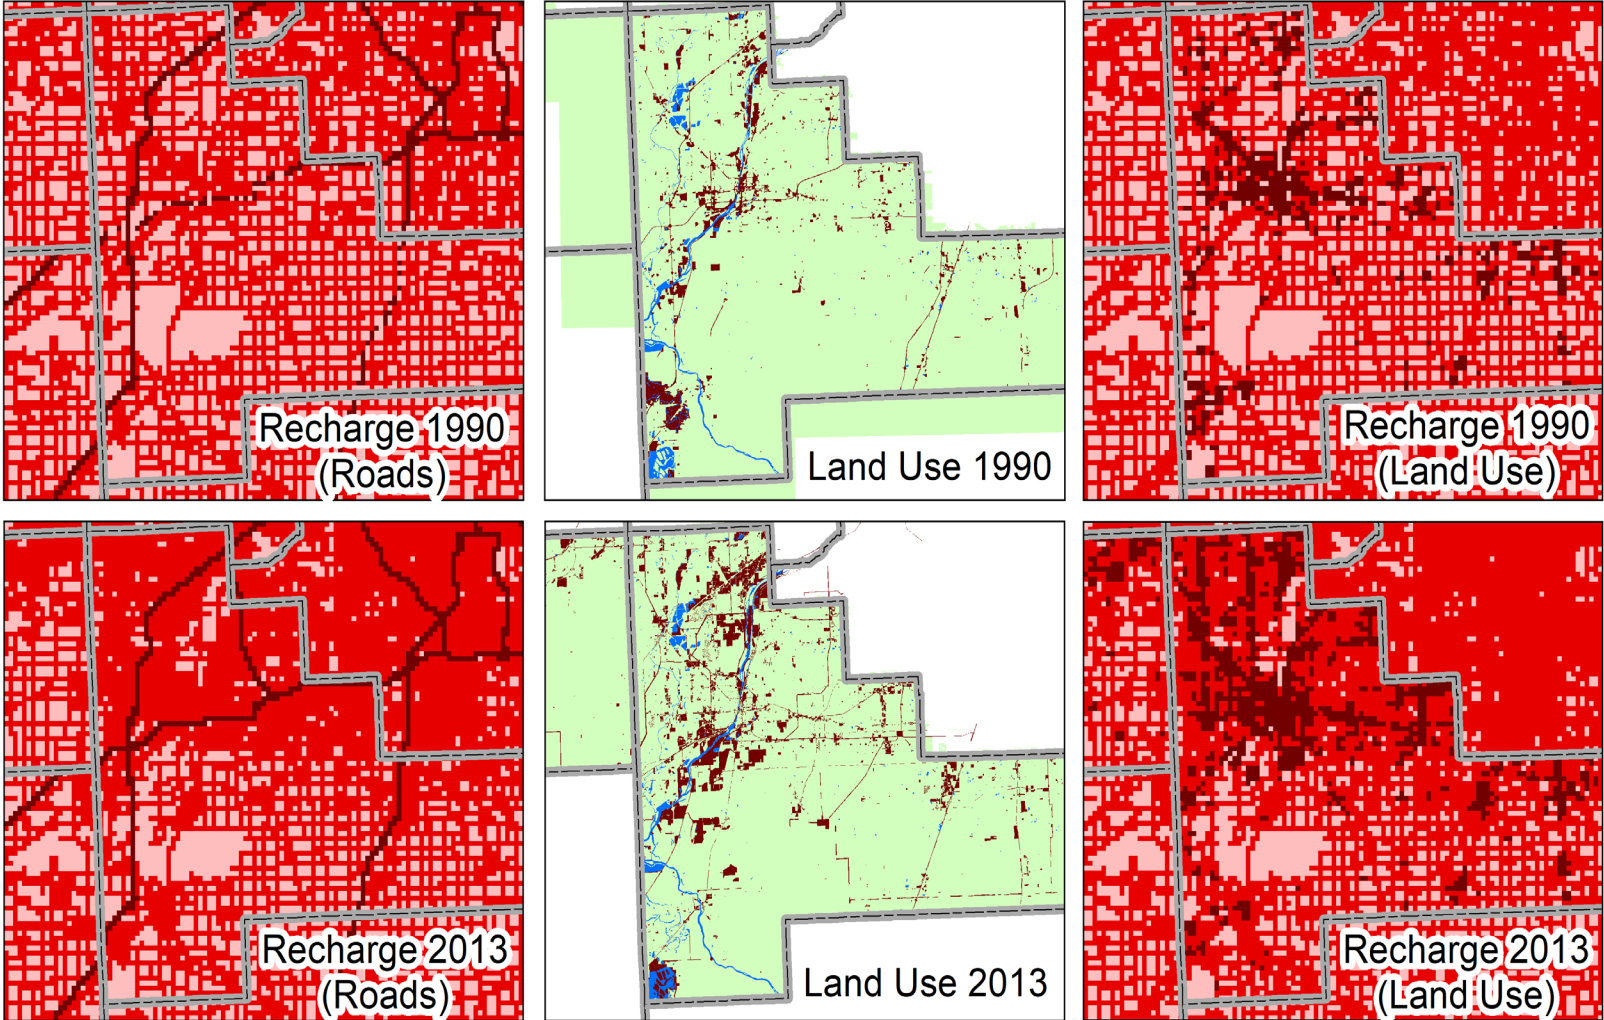 Recharge 1990
(Roads)
Land Use 1990
Recharge 1990
(Land Use)
Recharge 2013
(Roads)
Land Use 2013
Recharge 2013
(Land Use)